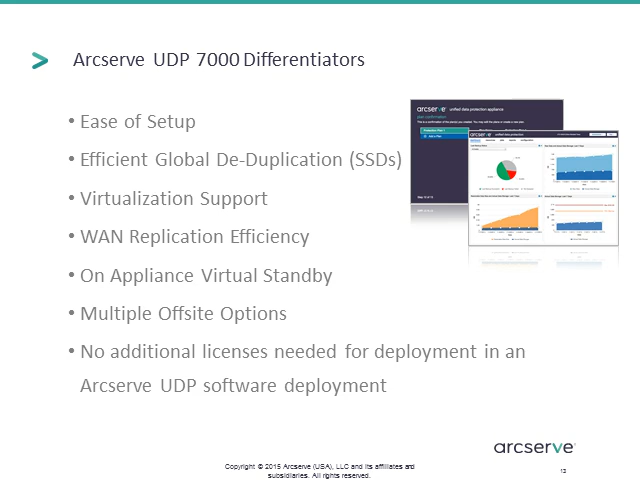 Arcserve UDP 7000 Differentiators
• Ease of Setup
• Efficient Global De-Duplication (SSDs)
• Virtualization Support
• WAN Replication Efficiency
• On Appliance Virtual Standby
• Multiple Offsite Options
• No additional licenses needed for deployment in an
Arcserve UDP software deployment
arcserve unified data protection appliance
plan confirmation
arcserve unified data protection appliance
arcserve
Copyright © 2015 Arcserve (USA), LLC and its affiliates and
subsidiaries. All rights reserved.
13